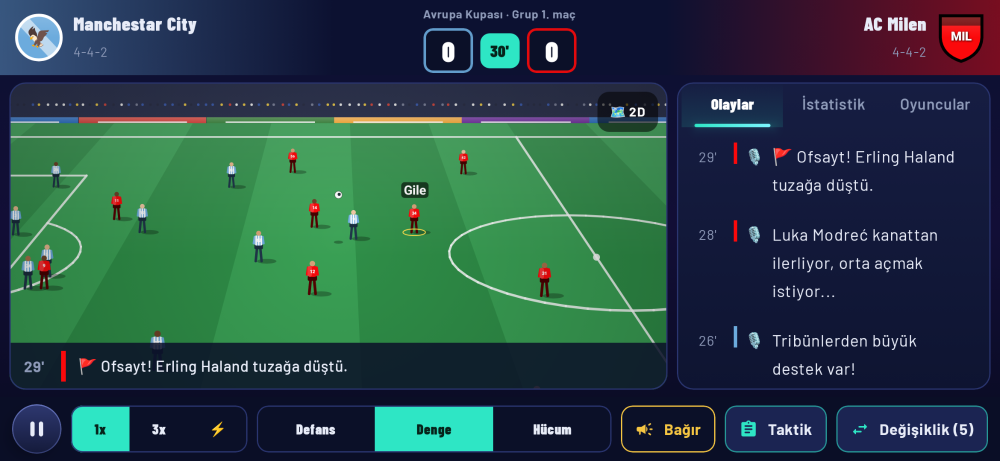 Manchestar City
4-4-2
Avrupa Kupası · Grup 1. maç
0
30'
0
AC Milen
4-4-2
MIL
2D
Gile
29'
🚩 Ofsayt! Erling Haland tuzağa düştü.
Olaylar
İstatistik
Oyuncular
29'
🚩 Ofsayt! Erling Haland
tuzağa düştü.
28'
Luka Modreć kanattan
ilerliyor, orta açmak
istiyor...
26'
Tribünlerden büyük
destek var!
1x
3x
Defans
Denge
Hücum
Bağır
Taktik
Değişiklik (5)